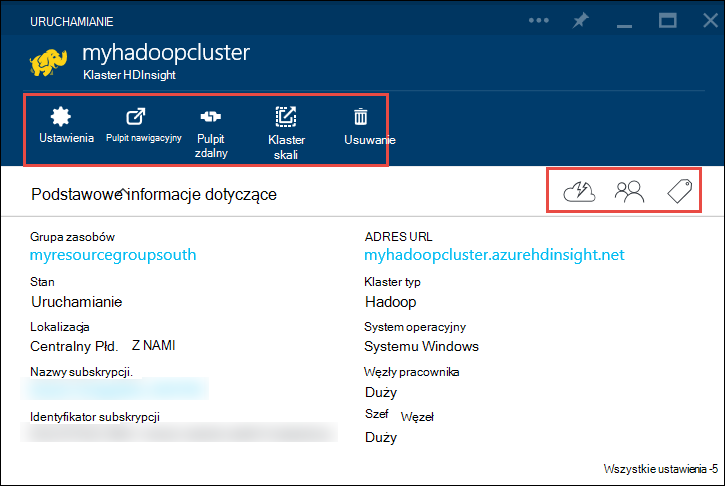 URUCHAMIANIE
myhadoopcluster
Klaster HDInsight
Ustawienia
Pulpit nawigacyjny
Pulpit
zdalny
Klaster
skali
Usuwanie
Podstawowe informacje dotyczące
Grupa zasobów
myresourcegroupsouth
Stan
Uruchamianie
Lokalizacja
Centralny Płd. Z NAMI
Nazwy subskrypcji.
Identyfikator subskrypcji
ADRES URL
myhadoopcluster.azurehdinsight.net
Klaster typ
Hadoop
System operacyjny
Systemu Windows
Węzły pracownika
Duży
Szef Węzeł
Duży
Wszystkie ustawienia -5